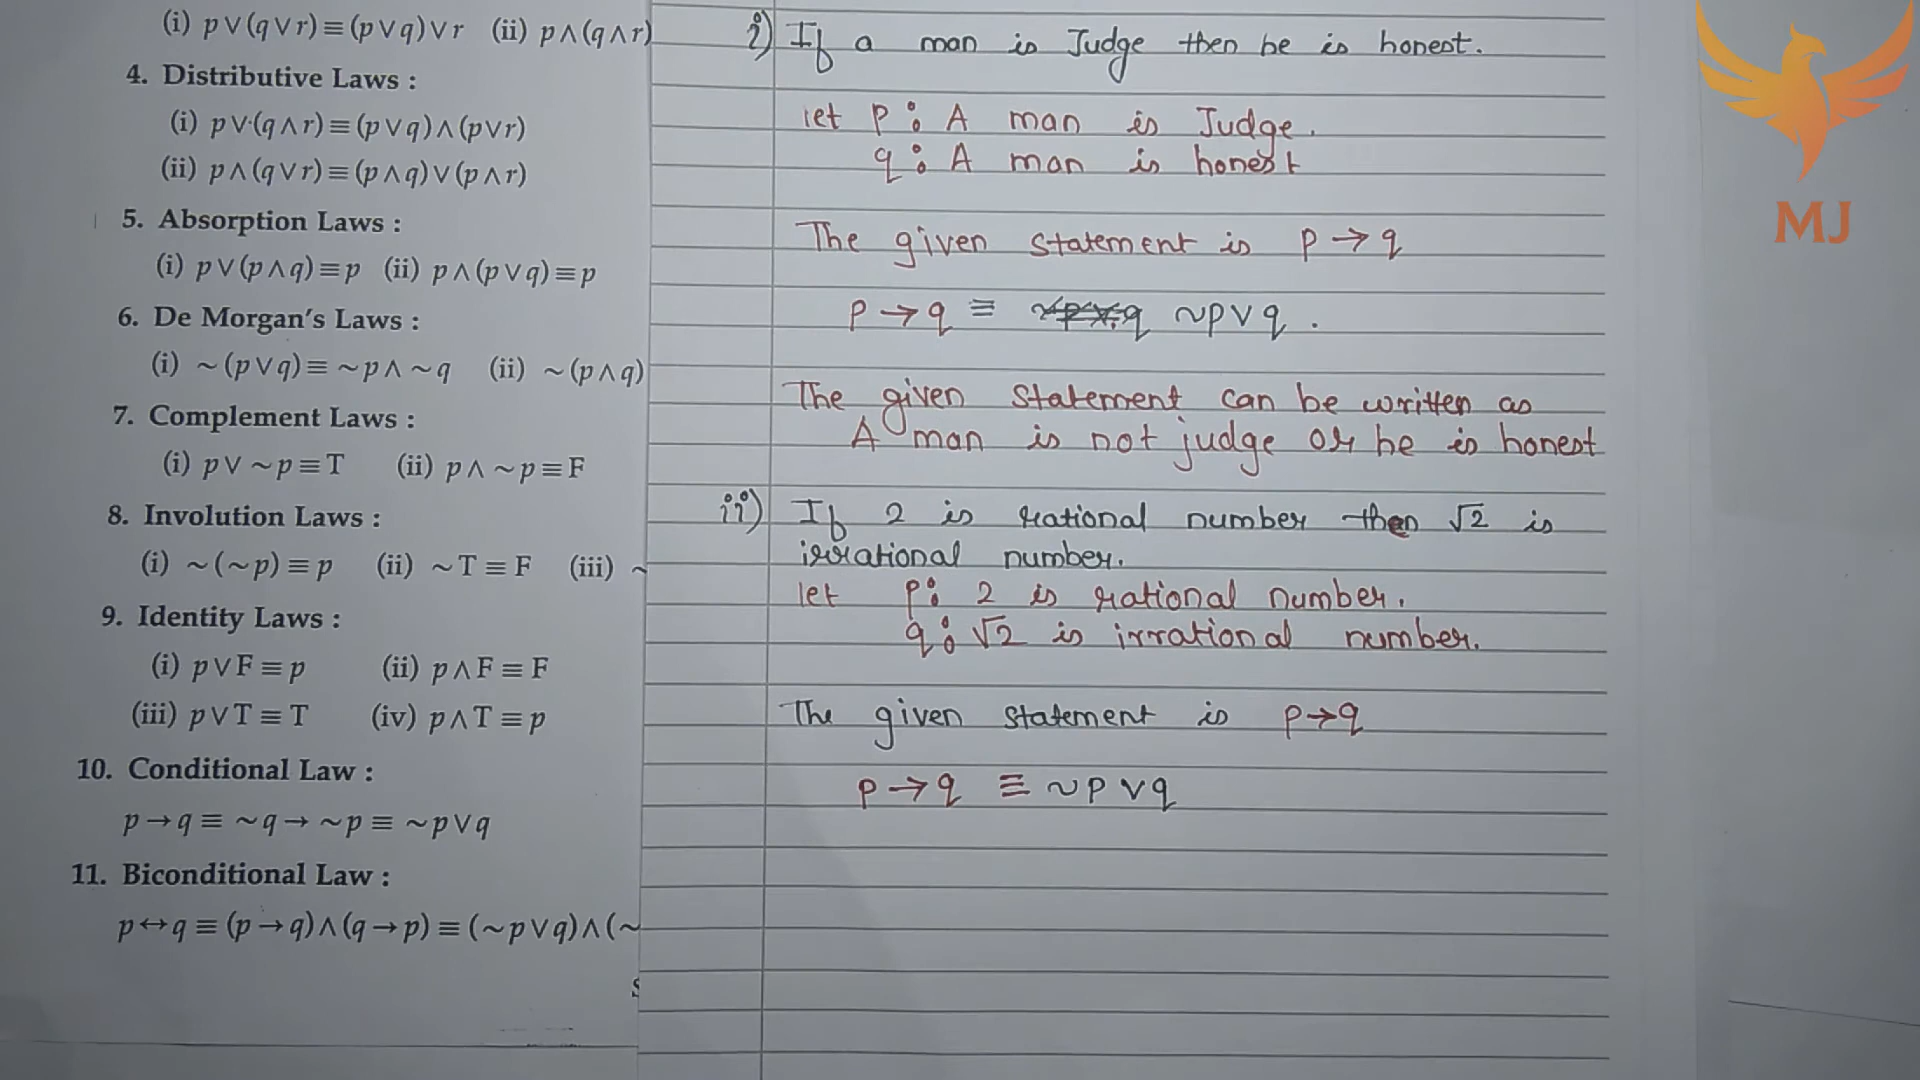 (i) p∨(q∨r)≡(p∨q)∨r (ii) p∧(q∧r)
4. Distributive Laws :
(i) p∨(q∧r)≡(p∨q)∧(p∨r)
(ii) p∧(q∨r)≡(p∧q)∨(p∧r)
5. Absorption Laws :
(i) p∨(p∧q)≡p (ii) p∧(p∨q)≡p
6. De Morgan's Laws :
(i) ~(p∨q)≡~p∧~q (ii) ~(p∧q)
7. Complement Laws :
(i) p∨~p≡T (ii) p∧~p≡F
8. Involution Laws :
(i) ~(~p)≡p (ii) ~T≡F (iii) ~
9. Identity Laws :
(i) p∨F≡p (ii) p∧F≡F
(iii) p∨T≡T (iv) p∧T≡p
10. Conditional Law :
p→q≡~q→~p≡~p∨q
11. Biconditional Law :
p↔q≡(p→q)∧(q→p)≡(~p∨q)∧(~
i) If a man is Judge then he is honest.
let p: A man is Judge.
q: A man is honest
The given statement is p→q
p→q ≡ ~p∨q .
The given statement can be written as
A man is not judge or he is honest
ii) If 2 is rational number then √2 is
irrational number.
let p: 2 is rational number.
q: √2 is irrational number.
The given statement is p→q
p→q ≡ ~p∨q
MJ